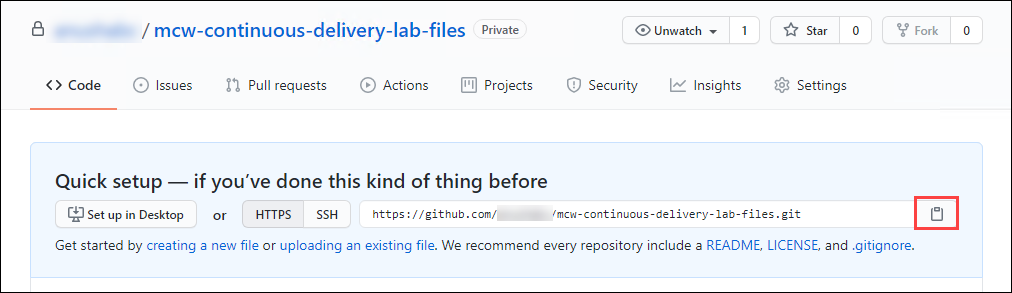 / mcw-continuous-delivery-lab-files Private Unwatch 1 Star 0 Fork 0
Code Issues Pull requests Actions Projects Security Insights Settings
Quick setup — if you’ve done this kind of thing before
Set up in Desktop or HTTPS SSH https://github.com/ /mcw-continuous-delivery-lab-files.git
Get started by creating a new file or uploading an existing file. We recommend every repository include a README, LICENSE, and .gitignore.